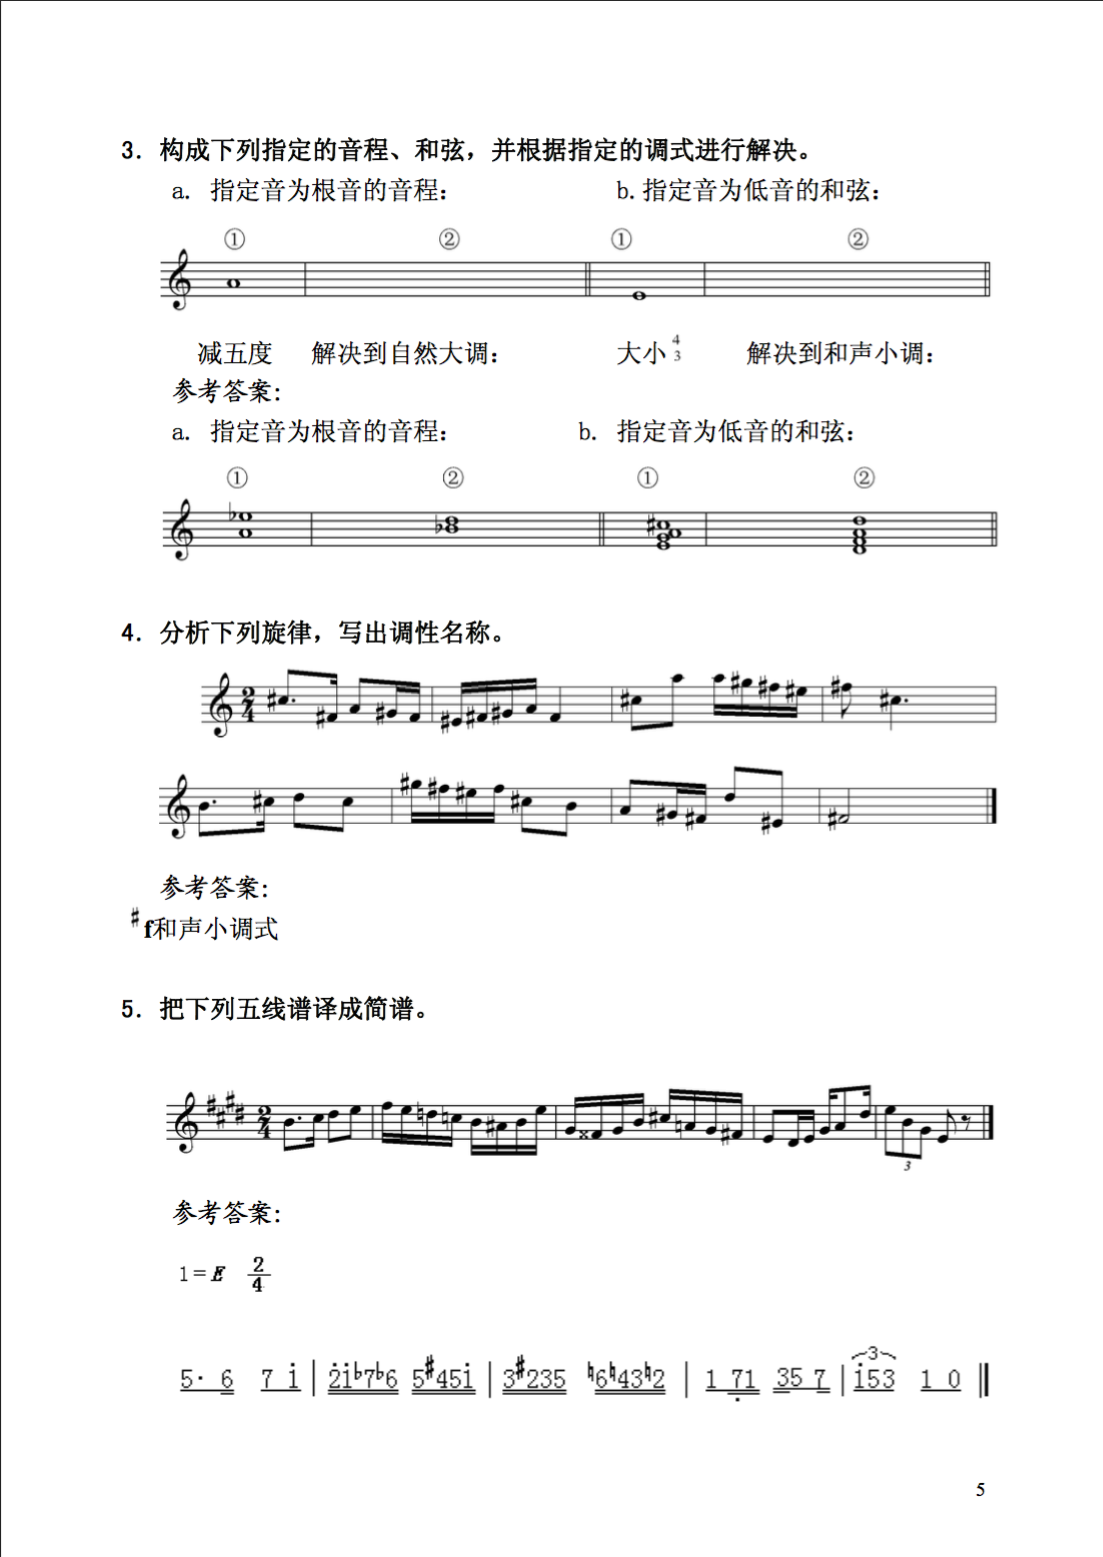 3. 构成下列指定的音程、和弦，并根据指定的调式进行解决。
a. 指定音为根音的音程： b.指定音为低音的和弦：
① ② ① ②
减五度 解决到自然大调： 大小 4 3 解决到和声小调：
参考答案：
a. 指定音为根音的音程： b. 指定音为低音的和弦：
① ② ① ②
4. 分析下列旋律，写出调性名称。
2 4
参考答案：
♯f和声小调式
5. 把下列五线谱译成简谱。
2 4
3
参考答案：
1=E 2/4
5· 6 7 i | 2i♭7♭6 5♯45i | 3♯235 ♮6♮43♮2 | 1 71 35 7 | i53 1 0 ‖
5